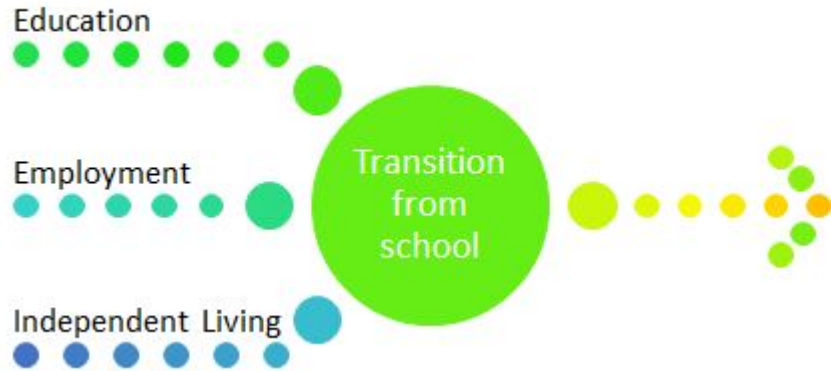 Education
Employment
Independent Living
Transition
from
school